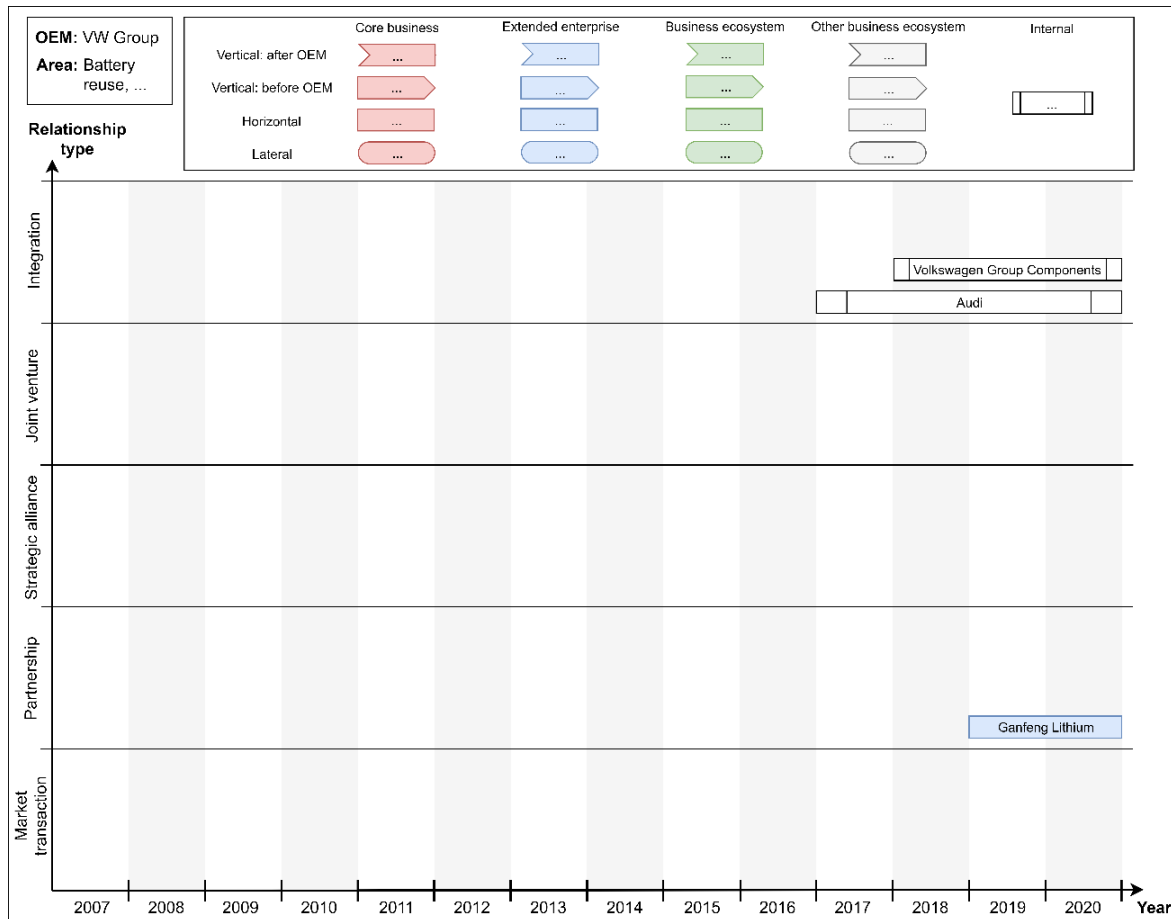 OEM: VW Group
Area: Battery
reuse, ...
Core business
Extended enterprise
Business ecosystem
Other business ecosystem
Internal
Vertical: after OEM
...
...
...
...
Vertical: before OEM
...
...
...
...
...
Horizontal
...
...
...
...
Lateral
...
...
...
...
Relationship
type
Integration
Volkswagen Group Components
Audi
Joint venture
Strategic alliance
Partnership
Ganfeng Lithium
Market
transaction
2007
2008
2009
2010
2011
2012
2013
2014
2015
2016
2017
2018
2019
2020
Year